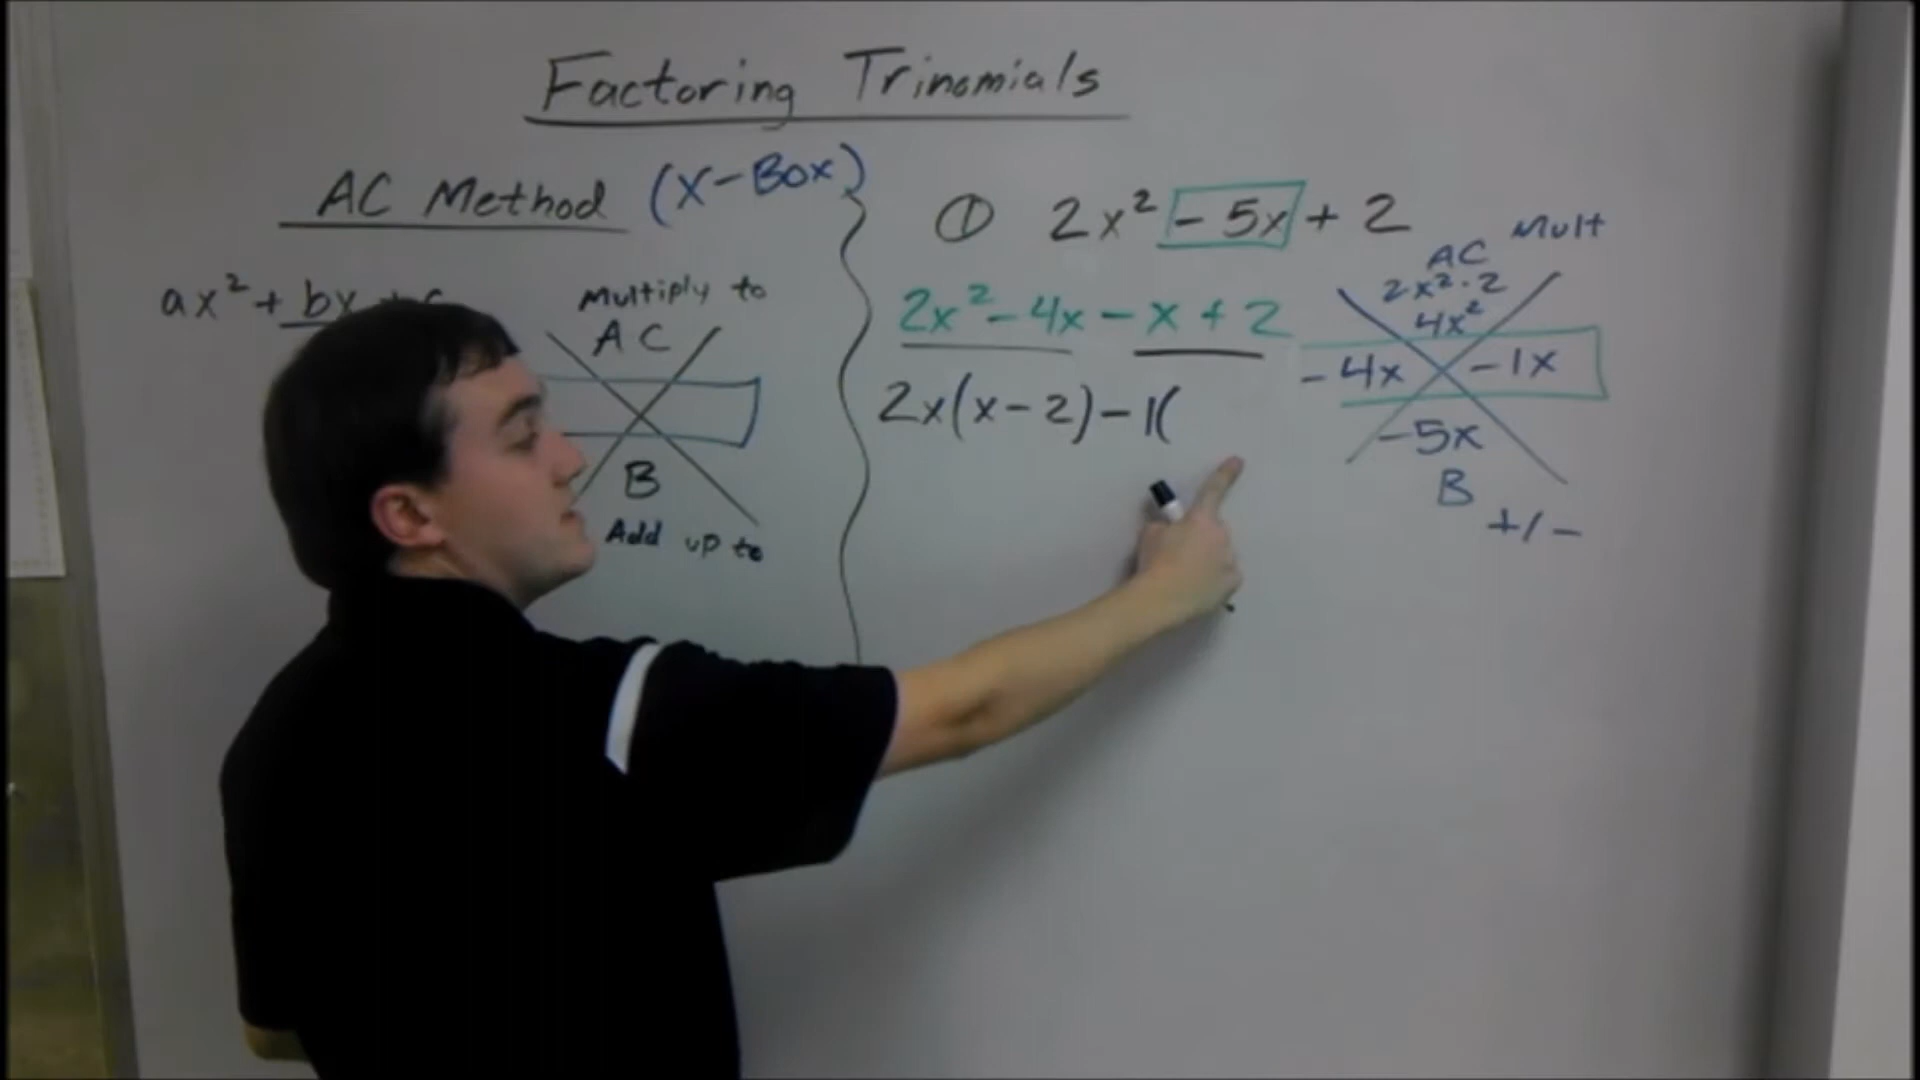 Factoring Trinomials
AC Method (X-Box)
ax² + bx + c
Multiply to
AC
B
Add up to
① 2x² - 5x + 2
2x² - 4x - x + 2
2x(x - 2) - 1(
Mult
AC
2x² · 2
4x²
-4x -1x
-5x
B
+/-